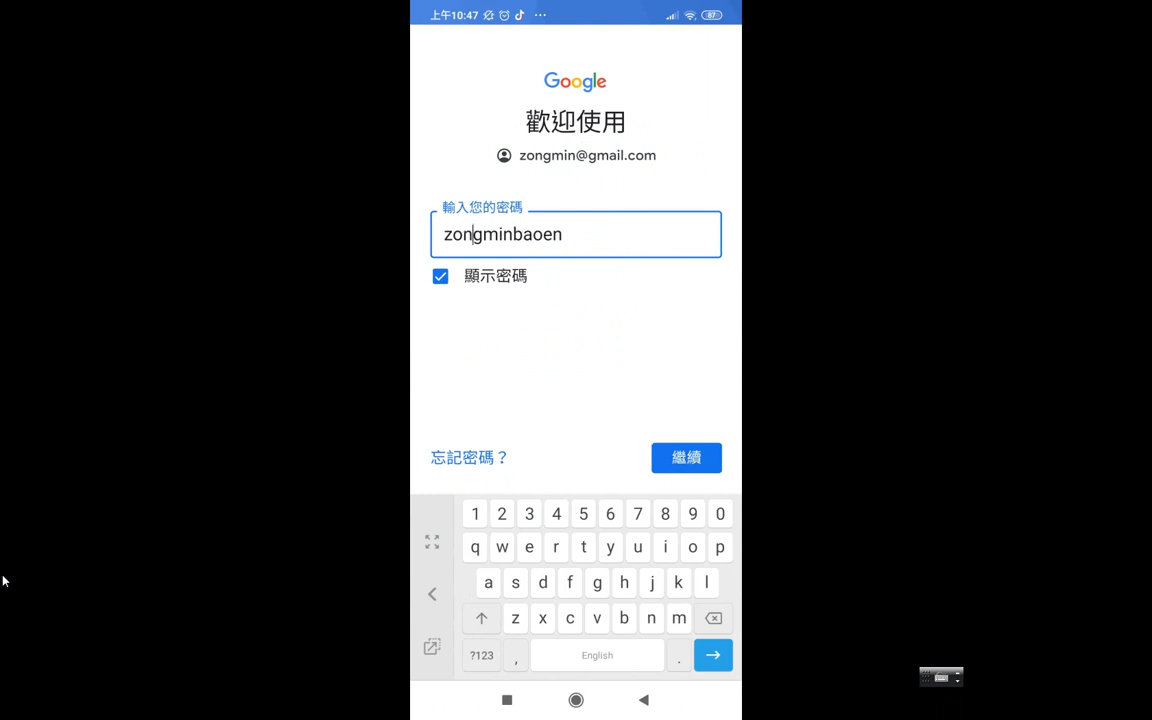 上午10:47 ... 87
Google
歡迎使用
zongmin@gmail.com
輸入您的密碼
zongminbaoen
顯示密碼
忘記密碼？ 繼續
1 2 3 4 5 6 7 8 9 0
q w e r t y u i o p
a s d f g h j k l
z x c v b n m
?123 , English .